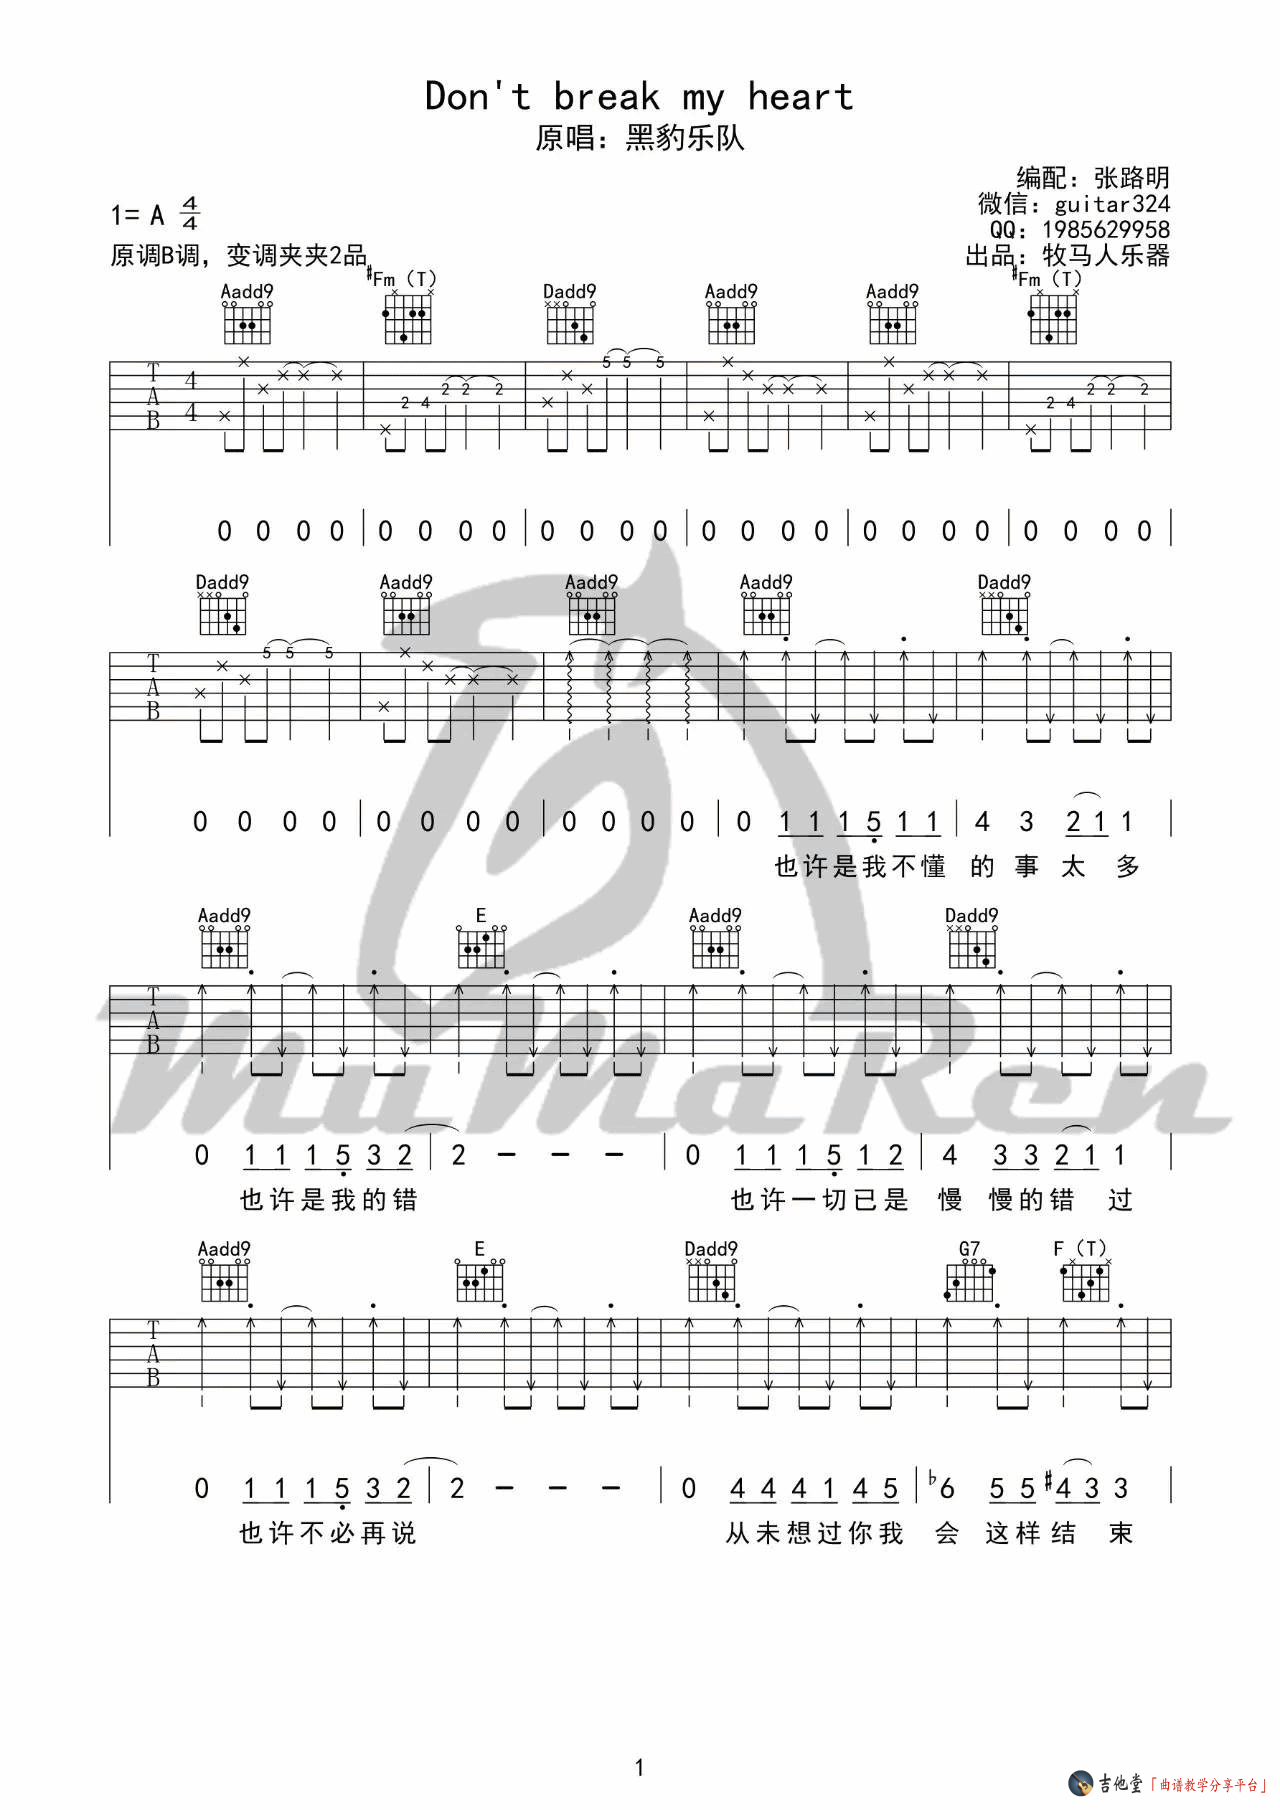 Don't break my heart
原唱：黑豹乐队
编配：张路明
1= A 4/4
微信：guitar324
QQ：1985629958
原调B调，变调夹夹2品
出品：牧马人乐器
Aadd9 #Fm（T） Dadd9 Aadd9 Aadd9 #Fm（T）
T A B 4 4 2 4 2 2 2 5 5 5 2 4 2 2 2
0 0 0 0 0 0 0 0 0 0 0 0 0 0 0 0 0 0 0 0 0 0 0 0
Dadd9 Aadd9 Aadd9 Aadd9 Dadd9
T A B 5 5 5
0 0 0 0 0 0 0 0 0 0 0 0 0 1 1 1 5 1 1 4 3 2 1 1
也许是我不懂 的事太多
Aadd9 E Aadd9 Dadd9
T A B
MuMaRen
0 1 1 1 5 3 2 2 - - - 0 1 1 1 5 1 2 4 3 3 2 1 1
也许是我的错 也许一切已是 慢慢的错过
Aadd9 E Dadd9 G7 F（T）
T A B
0 1 1 1 5 3 2 2 - - - 0 4 4 4 1 4 5 b6 5 5 #4 3 3
也许不必再说 从未想过你我 会这样结束
1
吉他堂「曲谱教学分享平台」